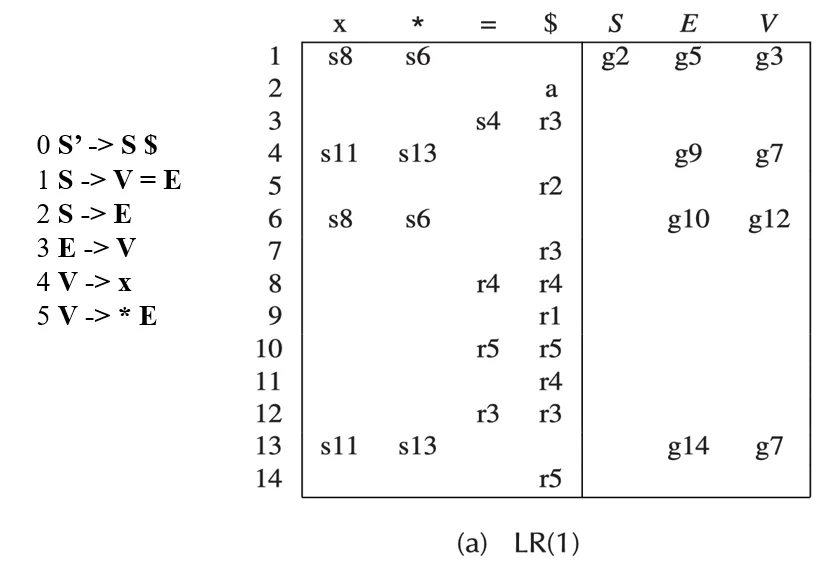 x * = $ S E V
1 s8 s6 g2 g5 g3
2 a
3 s4 r3
4 s11 s13 g9 g7
5 r2
6 s8 s6 g10 g12
7 r3
8 r4 r4
9 r1
10 r5 r5
11 r4
12 r3 r3
13 s11 s13 g14 g7
14 r5
0 S’ -> S $
1 S -> V = E
2 S -> E
3 E -> V
4 V -> x
5 V -> * E
(a) LR(1)